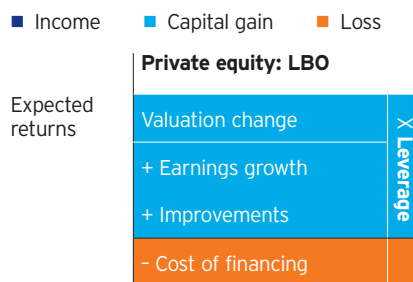 Income Capital gain Loss
Private equity: LBO
Expected
returns
Valuation change
+ Earnings growth
+ Improvements
– Cost of financing
X Leverage